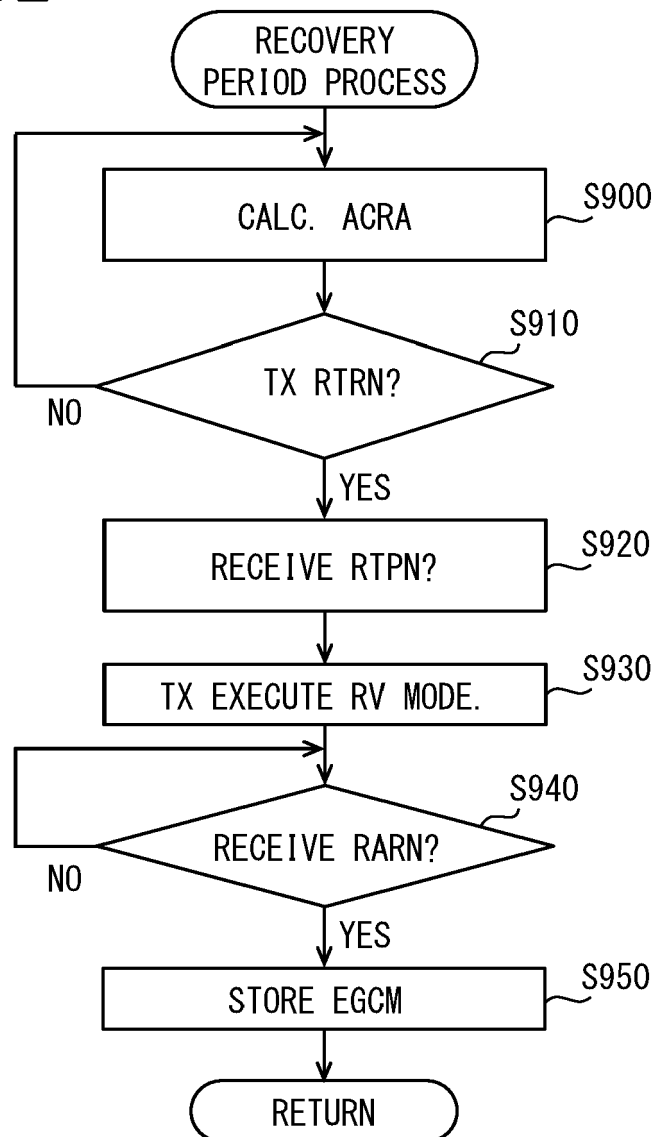 RECOVERY
PERIOD PROCESS
CALC. ACRA
S900
TX RTRN?
S910
NO
YES
RECEIVE RTPN?
S920
TX EXECUTE RV MODE.
S930
RECEIVE RARN?
S940
NO
YES
STORE EGCM
S950
RETURN